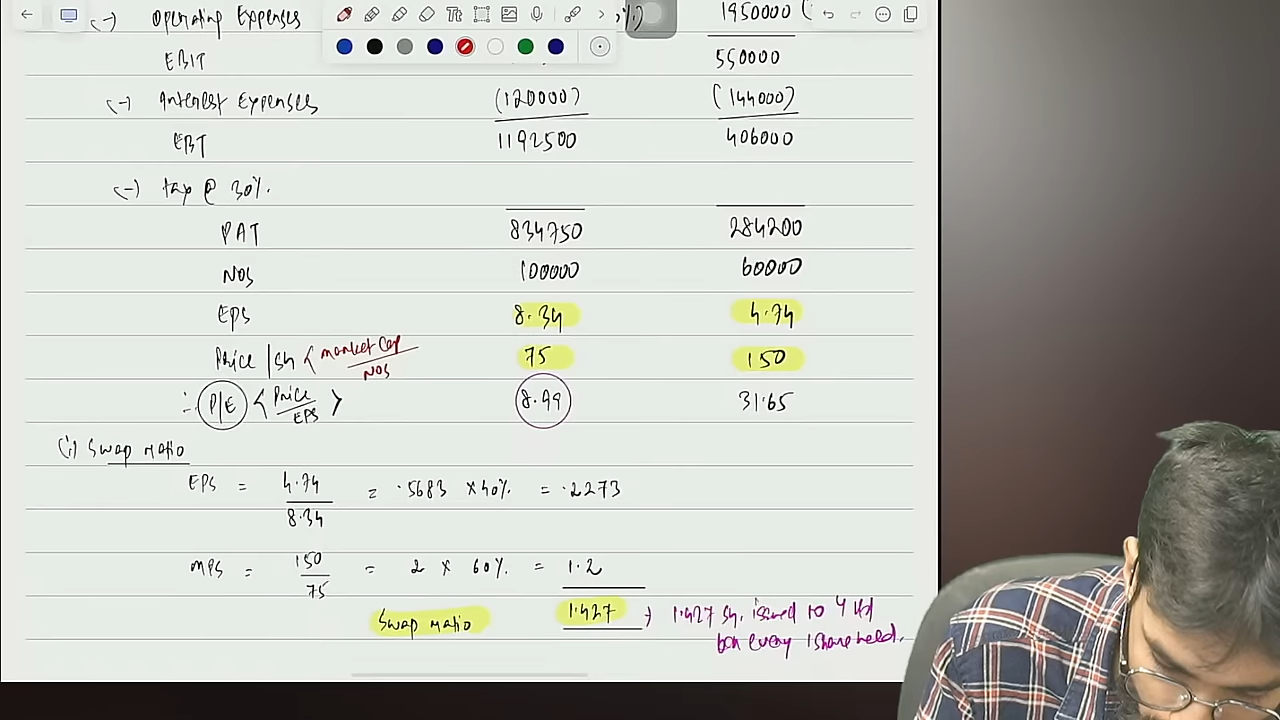 (-) Operating Expenses 1950000 (
EBIT 550000
(-) Interest Expenses (120000) (144000)
EBT 1192500 406000
(-) tax @ 30%.
PAT 834750 284200
NOS 100000 60000
EPS 8.34 4.74
Price / Sh < market Cap / NOS 75 150
∴ P/E < Price / EPS > 8.99 31.65
(i) Swap Ratio
EPS = 4.74 / 8.34 = .5683 × 40% = .2273
MPS = 150 / 75 = 2 × 60% = 1.2
Swap Ratio 1.427 → 1.427 sh. issued to Y ltd
for every 1 share held.